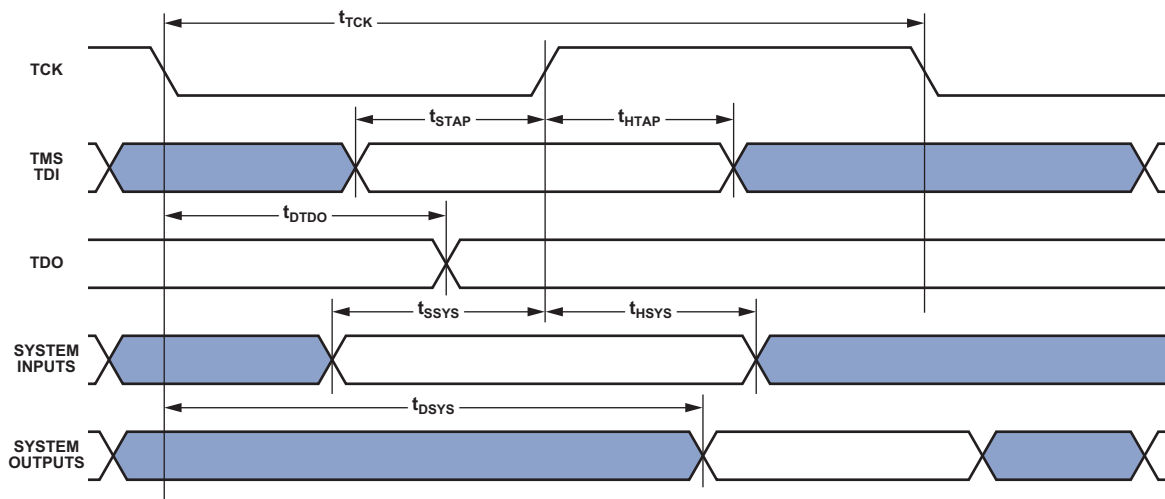 tTCK
TCK
tSTAP
tHTAP
TMS
TDI
tDTDO
TDO
tSSYS
tHSYS
SYSTEM
INPUTS
tDSYS
SYSTEM
OUTPUTS